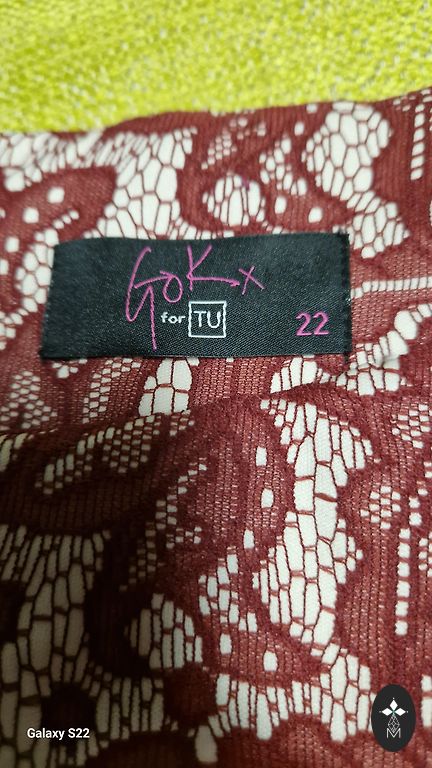 GoK x
for TU
22
Galaxy S22
M